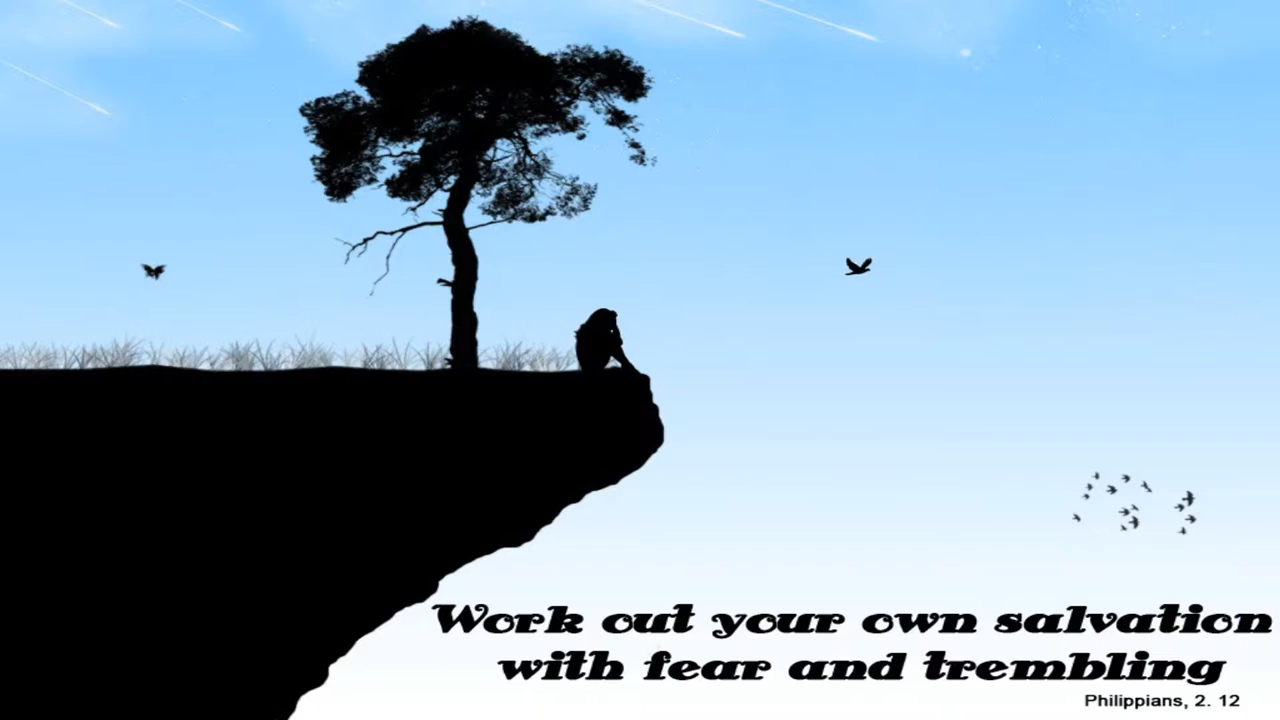 Work out your own salvation
with fear and trembling
Philippians, 2. 12